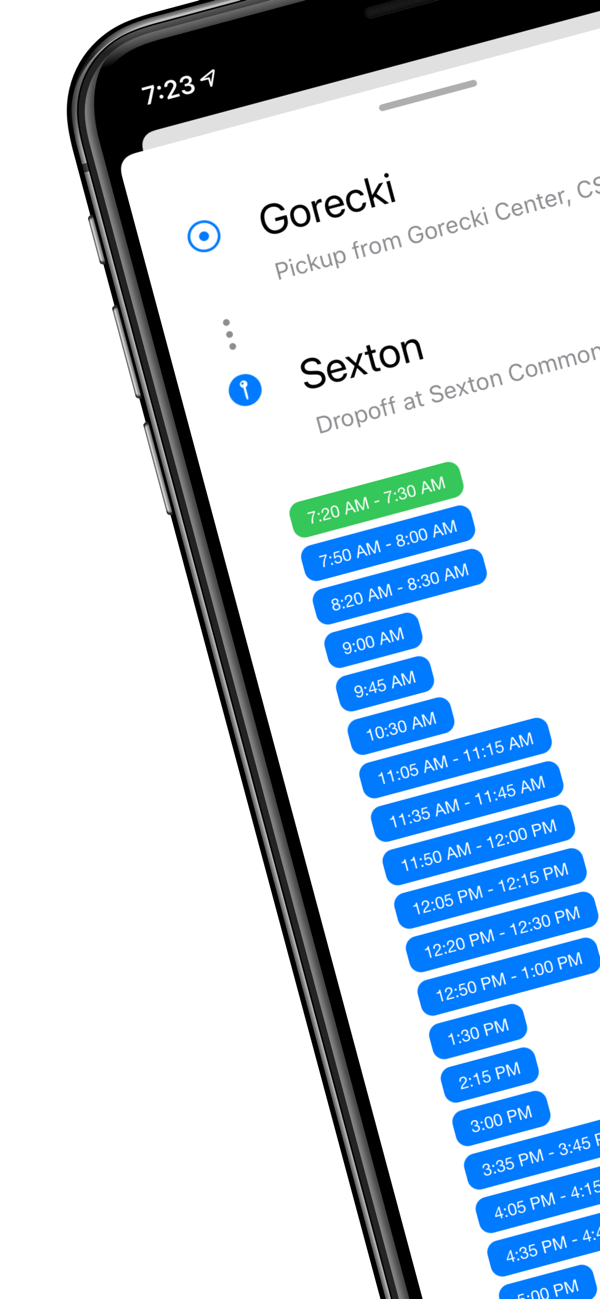 7:23
Gorecki
Pickup from Gorecki Center, CS
Sexton
Dropoff at Sexton Common
7:20 AM - 7:30 AM
7:50 AM - 8:00 AM
8:20 AM - 8:30 AM
9:00 AM
9:45 AM
10:30 AM
11:05 AM - 11:15 AM
11:35 AM - 11:45 AM
11:50 AM - 12:00 PM
12:05 PM - 12:15 PM
12:20 PM - 12:30 PM
12:50 PM - 1:00 PM
1:30 PM
2:15 PM
3:00 PM
3:35 PM - 3:45 P
4:05 PM - 4:15
4:35 PM - 4:4
5:00 PM